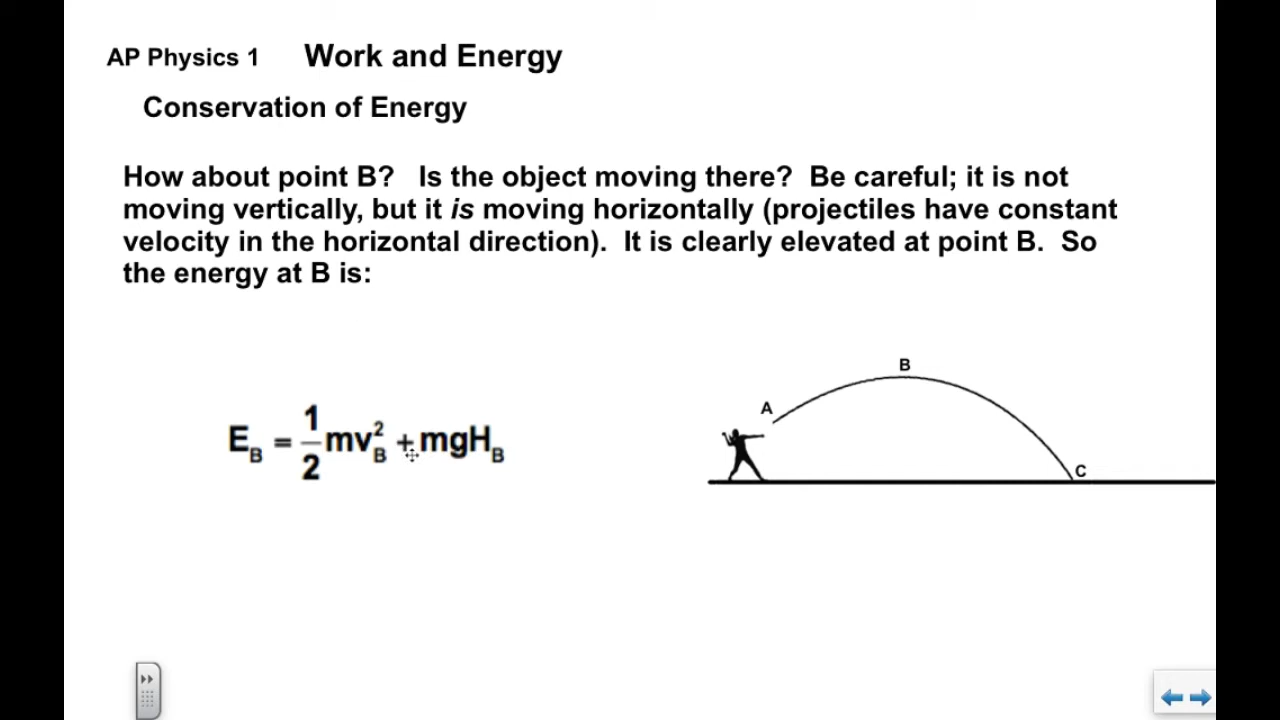 AP Physics 1 Work and Energy
Conservation of Energy
How about point B? Is the object moving there? Be careful; it is not
moving vertically, but it is moving horizontally (projectiles have constant
velocity in the horizontal direction). It is clearly elevated at point B. So
the energy at B is:
E_B = 1/2 mv_B^2 + mgH_B
B
A
C